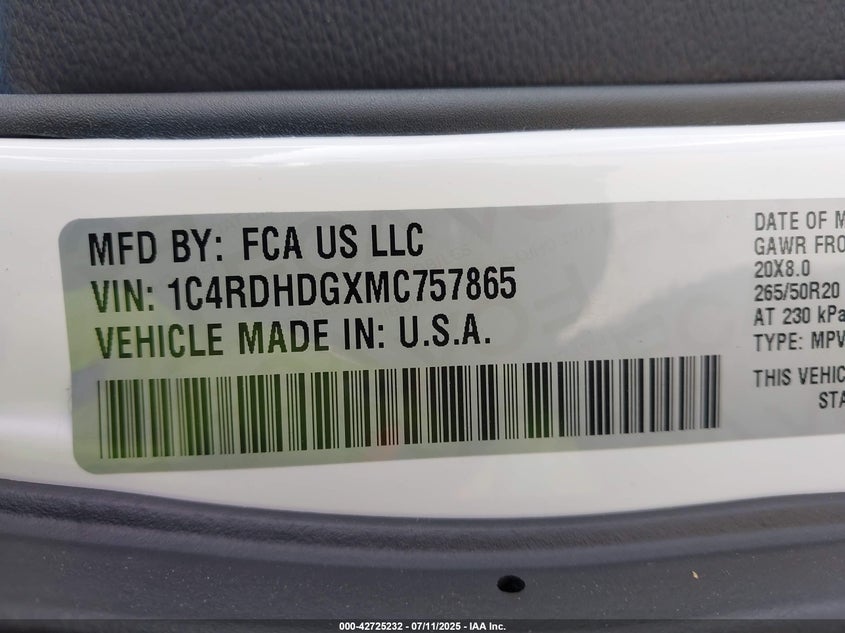 MFD BY: FCA US LLC
VIN: 1C4RDHDGXMC757865
VEHICLE MADE IN: U.S.A.
DATE OF M
GAWR FRO
20X8.0
265/50R20
AT 230 kPa
TYPE: MPV
THIS VEHIC
STA
000-42725232 - 07/11/2025 - IAA Inc.